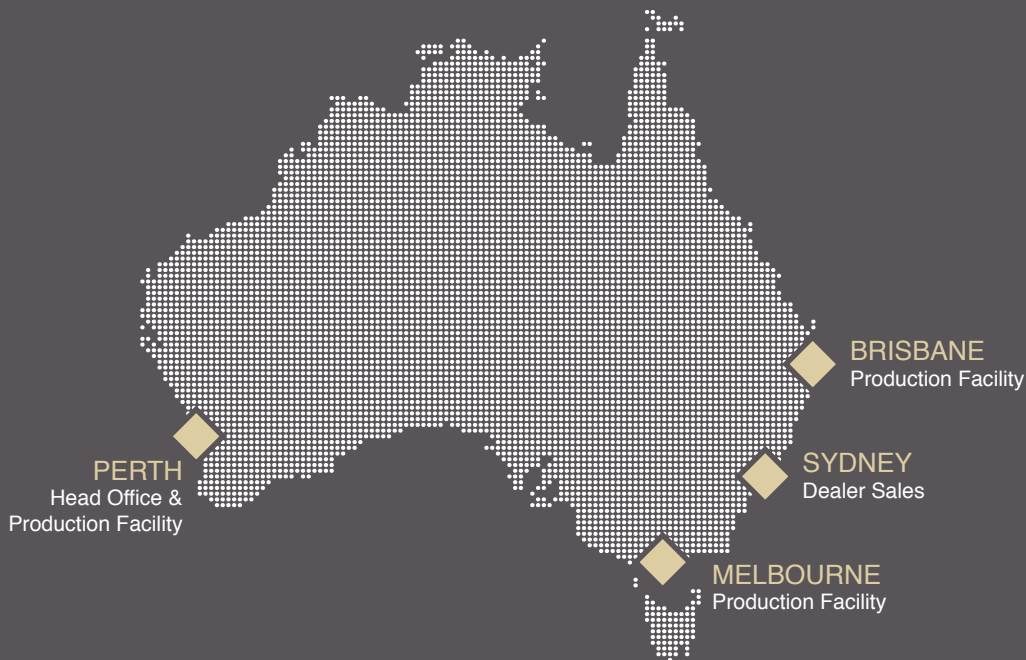 BRISBANE
Production Facility
PERTH
Head Office &
Production Facility
SYDNEY
Dealer Sales
MELBOURNE
Production Facility